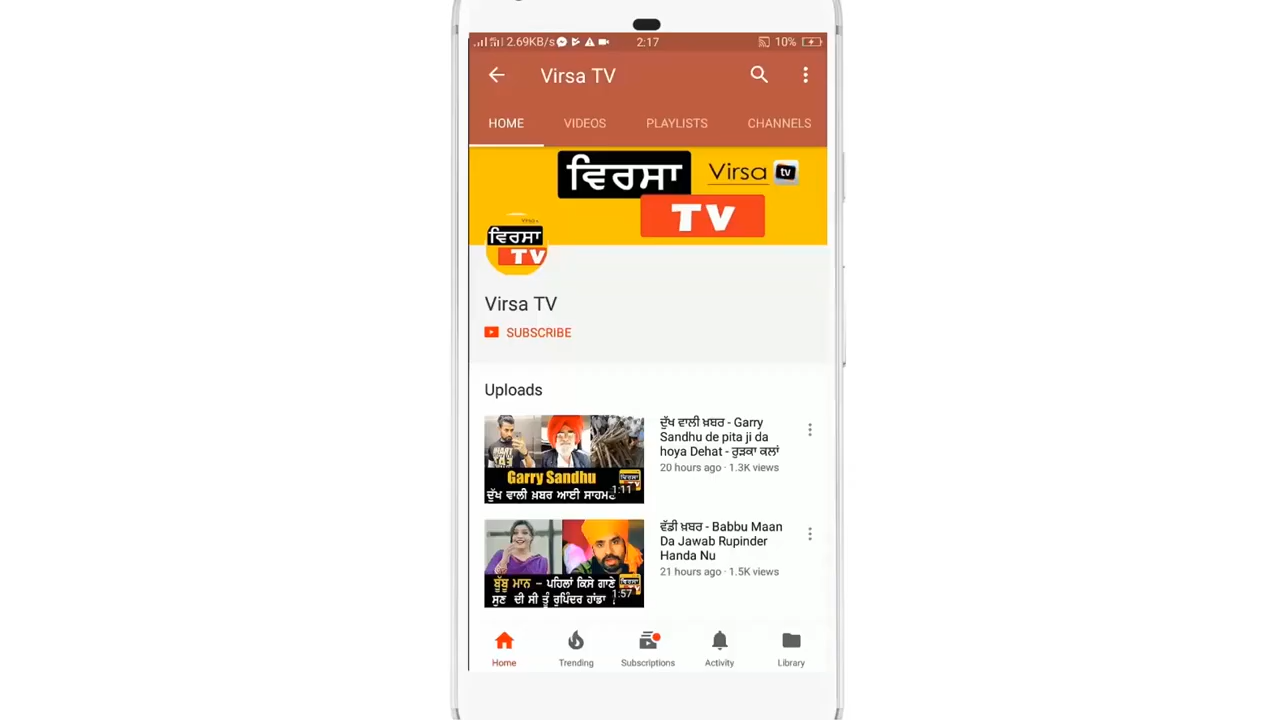 2.69KB/s 2:17 10%
Virsa TV
HOME VIDEOS PLAYLISTS CHANNELS
ਵਿਰਸਾ Virsa tv
TV
ਵਿਰਸਾ
TV
Virsa TV
SUBSCRIBE
Uploads
Garry Sandhu
ਦੁੱਖ ਵਾਲੀ ਖ਼ਬਰ ਆਈ ਸਾਹਮਣੇ
ਵਿਰਸਾ
1:11
ਦੁੱਖ ਵਾਲੀ ਖ਼ਬਰ - Garry
Sandhu de pita ji da
hoya Dehat - ਰੁੜਕਾ ਕਲਾਂ
20 hours ago · 1.3K views
ਬੂੱਬੂ ਮਾਨ – ਪਹਿਲਾਂ ਕਿਸੇ ਗਾਣੇ
ਸੁਣ ਦੀ ਸੀ ਤੂੰ ਰੁਪਿੰਦਰ ਹਾਂਡਾ
ਵਿਰਸਾ
1:57
ਵੱਡੀ ਖ਼ਬਰ - Babbu Maan
Da Jawab Rupinder
Handa Nu
21 hours ago · 1.5K views
Home Trending Subscriptions Activity Library